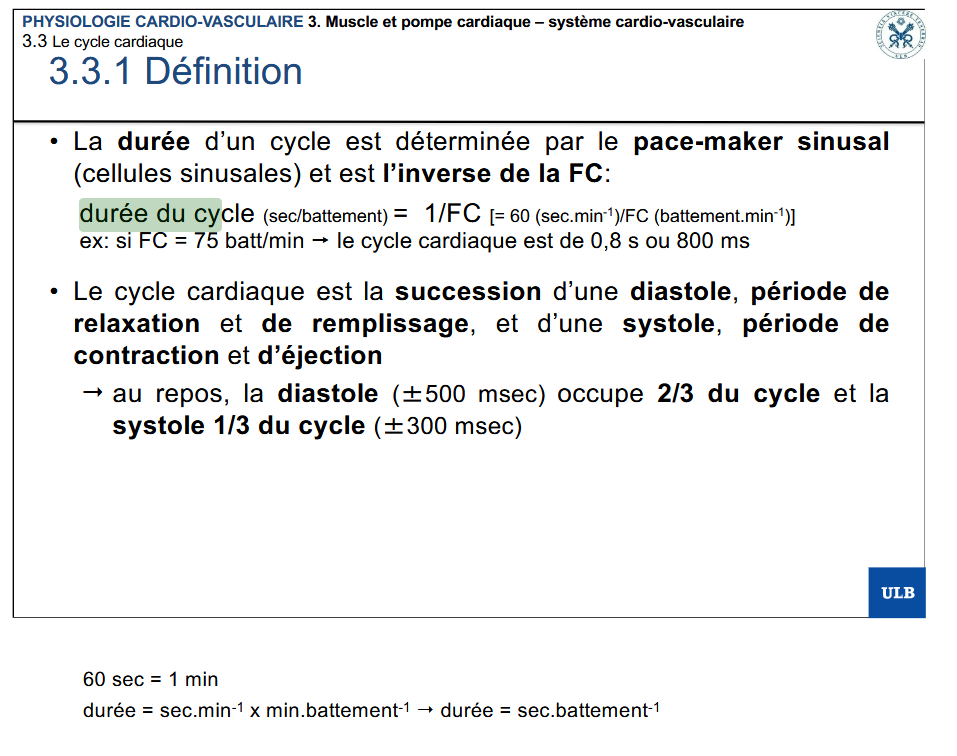 PHYSIOLOGIE CARDIO-VASCULAIRE 3. Muscle et pompe cardiaque – système cardio-vasculaire
3.3 Le cycle cardiaque
3.3.1 Définition
• La durée d’un cycle est déterminée par le pace-maker sinusal
(cellules sinusales) et est l’inverse de la FC:
durée du cycle (sec/battement) = 1/FC [= 60 (sec.min⁻¹)/FC (battement.min⁻¹)]
ex: si FC = 75 batt/min → le cycle cardiaque est de 0,8 s ou 800 ms
• Le cycle cardiaque est la succession d’une diastole, période de
relaxation et de remplissage, et d’une systole, période de
contraction et d’éjection
→ au repos, la diastole (±500 msec) occupe 2/3 du cycle et la
systole 1/3 du cycle (±300 msec)
ULB
60 sec = 1 min
durée = sec.min⁻¹ x min.battement⁻¹ → durée = sec.battement⁻¹